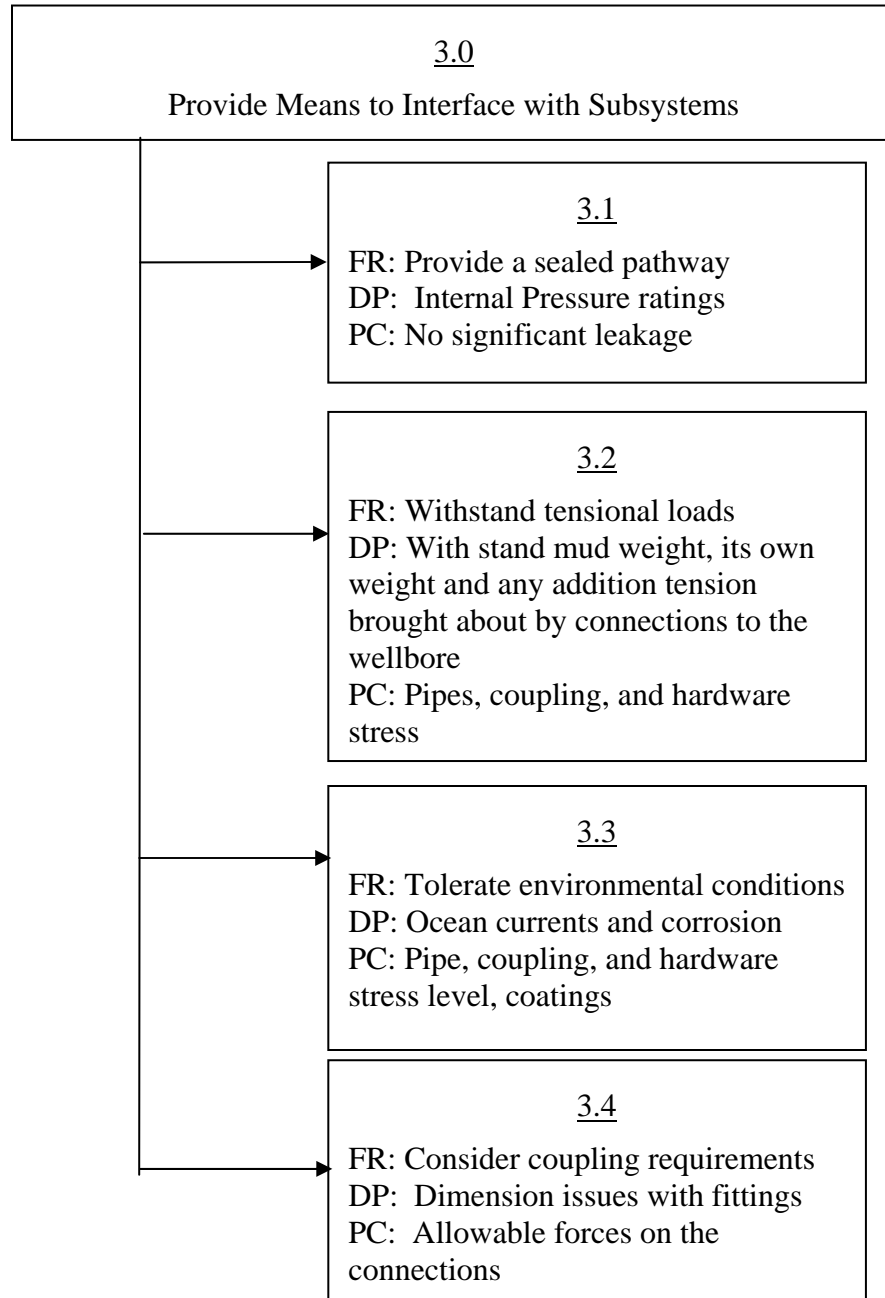 3.0
Provide Means to Interface with Subsystems
3.1
FR: Provide a sealed pathway
DP:  Internal Pressure ratings
PC: No significant leakage
3.2
FR: Withstand tensional loads
DP: With stand mud weight, its own
weight and any addition tension
brought about by connections to the
wellbore
PC: Pipes, coupling, and hardware
stress
3.3
FR: Tolerate environmental conditions
DP: Ocean currents and corrosion
PC: Pipe, coupling, and hardware
stress level, coatings
3.4
FR: Consider coupling requirements
DP:  Dimension issues with fittings
PC:  Allowable forces on the
connections